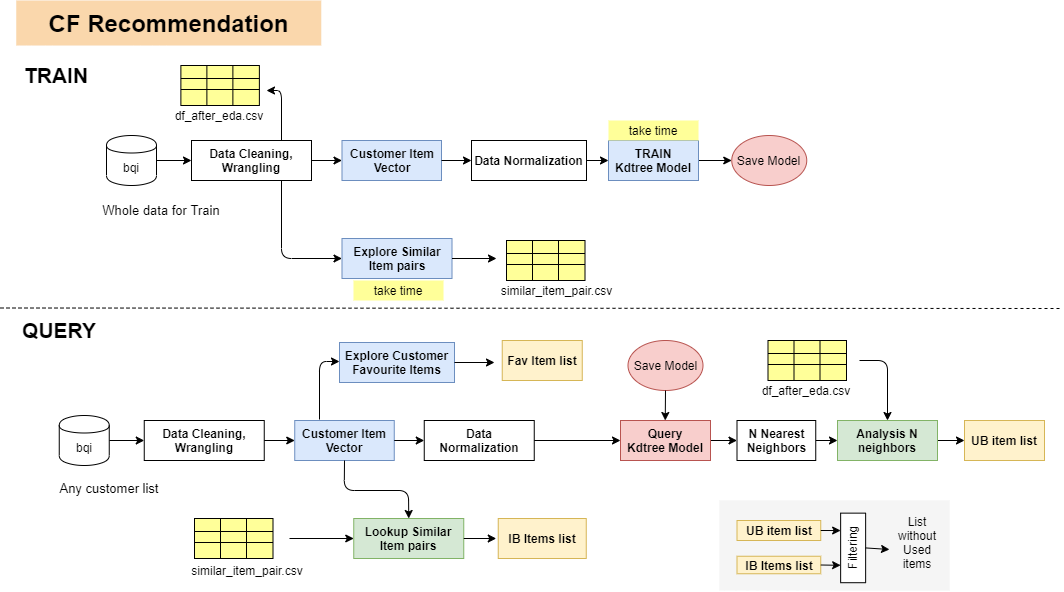 CF Recommendation
TRAIN
df_after_eda.csv
take time
bqi
Data Cleaning,
Wrangling
Customer Item
Vector
Data Normalization
TRAIN
Kdtree Model
Save Model
Whole data for Train
Explore Similar
Item pairs
take time
similar_item_pair.csv
QUERY
Explore Customer
Favourite Items
Fav Item list
Save Model
df_after_eda.csv
bqi
Data Cleaning,
Wrangling
Customer Item
Vector
Data
Normalization
Query
Kdtree Model
N Nearest
Neighbors
Analysis N
neighbors
UB item list
Any customer list
similar_item_pair.csv
Lookup Similar
Item pairs
IB Items list
UB item list
IB Items list
Filtering
List
without
Used
items